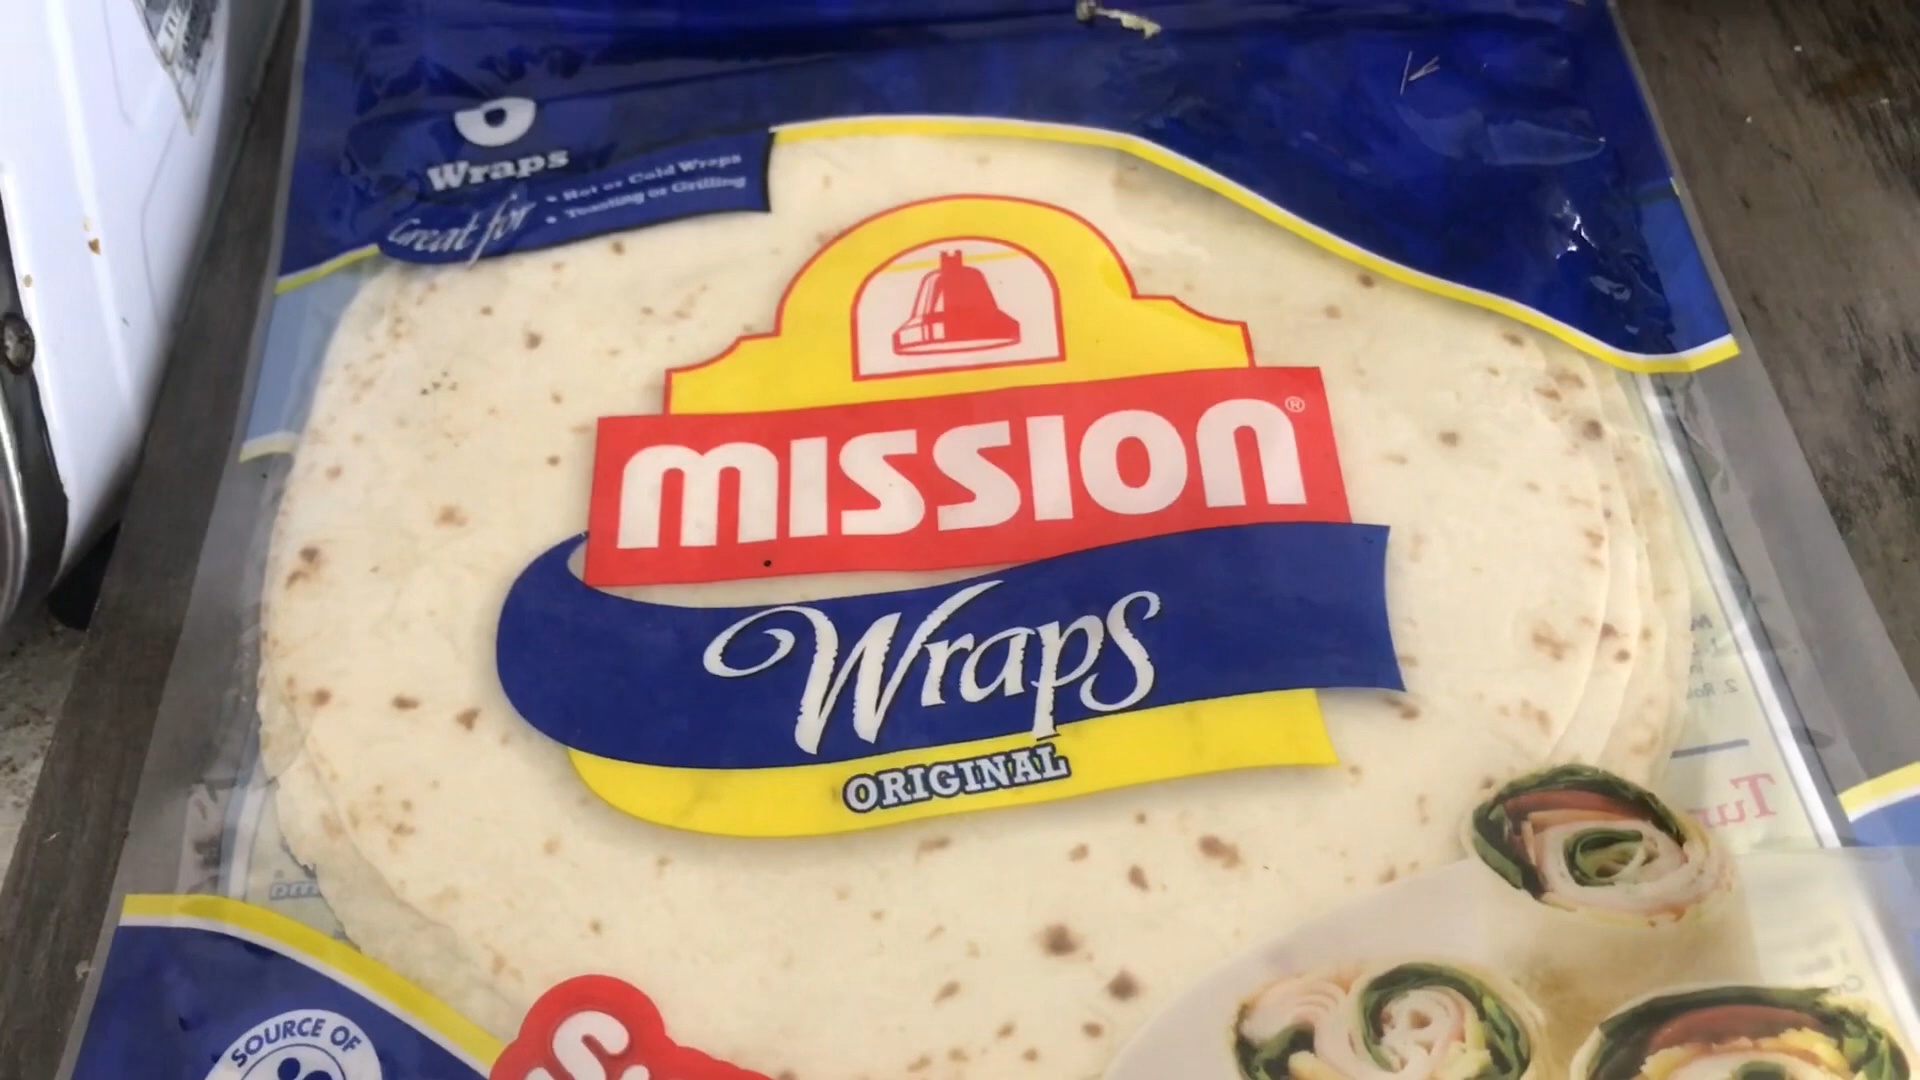 Wraps
Great for
• Hot or Cold Wraps
• Toasting or Grilling
MISSION®
Wraps
ORIGINAL
SOURCE OF